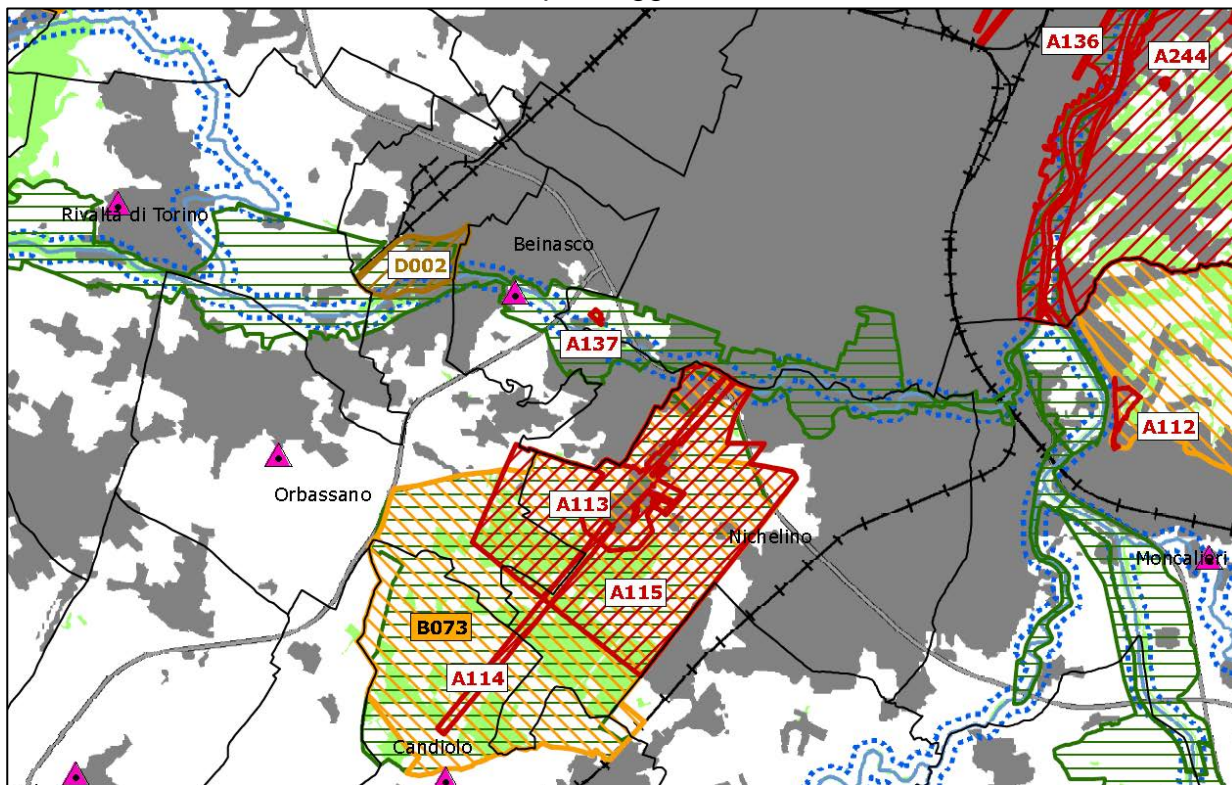 A136
A244
Rivalta di Torino
Beinasco
D002
A137
A112
Orbassano
A113
Nichelino
Moncalieri
A115
B073
A114
Candiolo